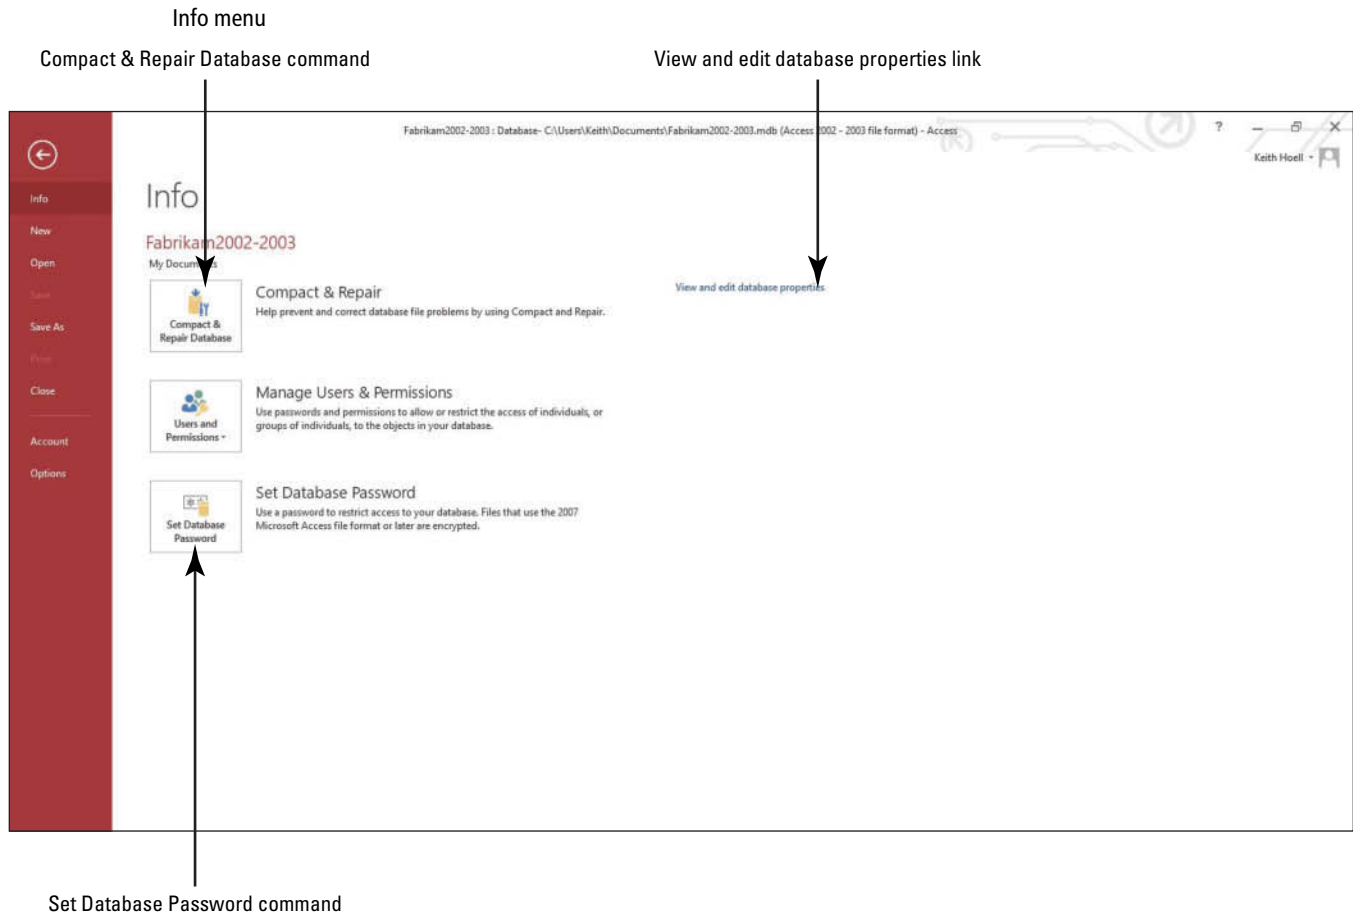 Info menu
Compact & Repair Database command
View and edit database properties link
Fabrikam2002-2003 : Database- C:\Users\Keith\Documents\Fabrikam2002-2003.mdb (Access 2002 - 2003 file format) - Access
?
Keith Hoell
Info
New
Open
Save
Save As
Print
Close
Account
Options
Info
Fabrikam2002-2003
My Documents
Compact &
Repair Database
Compact & Repair
Help prevent and correct database file problems by using Compact and Repair.
View and edit database properties
Users and
Permissions
Manage Users & Permissions
Use passwords and permissions to allow or restrict the access of individuals, or
groups of individuals, to the objects in your database.
Set Database
Password
Set Database Password
Use a password to restrict access to your database. Files that use the 2007
Microsoft Access file format or later are encrypted.
Set Database Password command